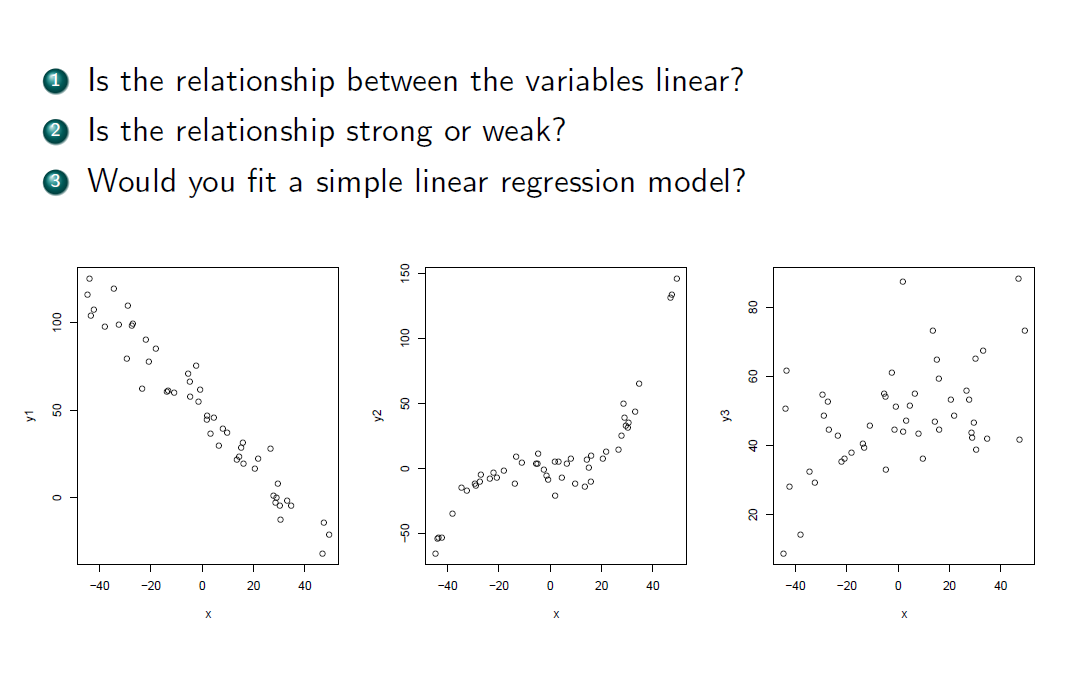 1 Is the relationship between the variables linear?
2 Is the relationship strong or weak?
3 Would you fit a simple linear regression model?
y1
100
50
0
−40 −20 0 20 40
x
y2
150
100
50
0
−50
−40 −20 0 20 40
x
y3
80
60
40
20
−40 −20 0 20 40
x